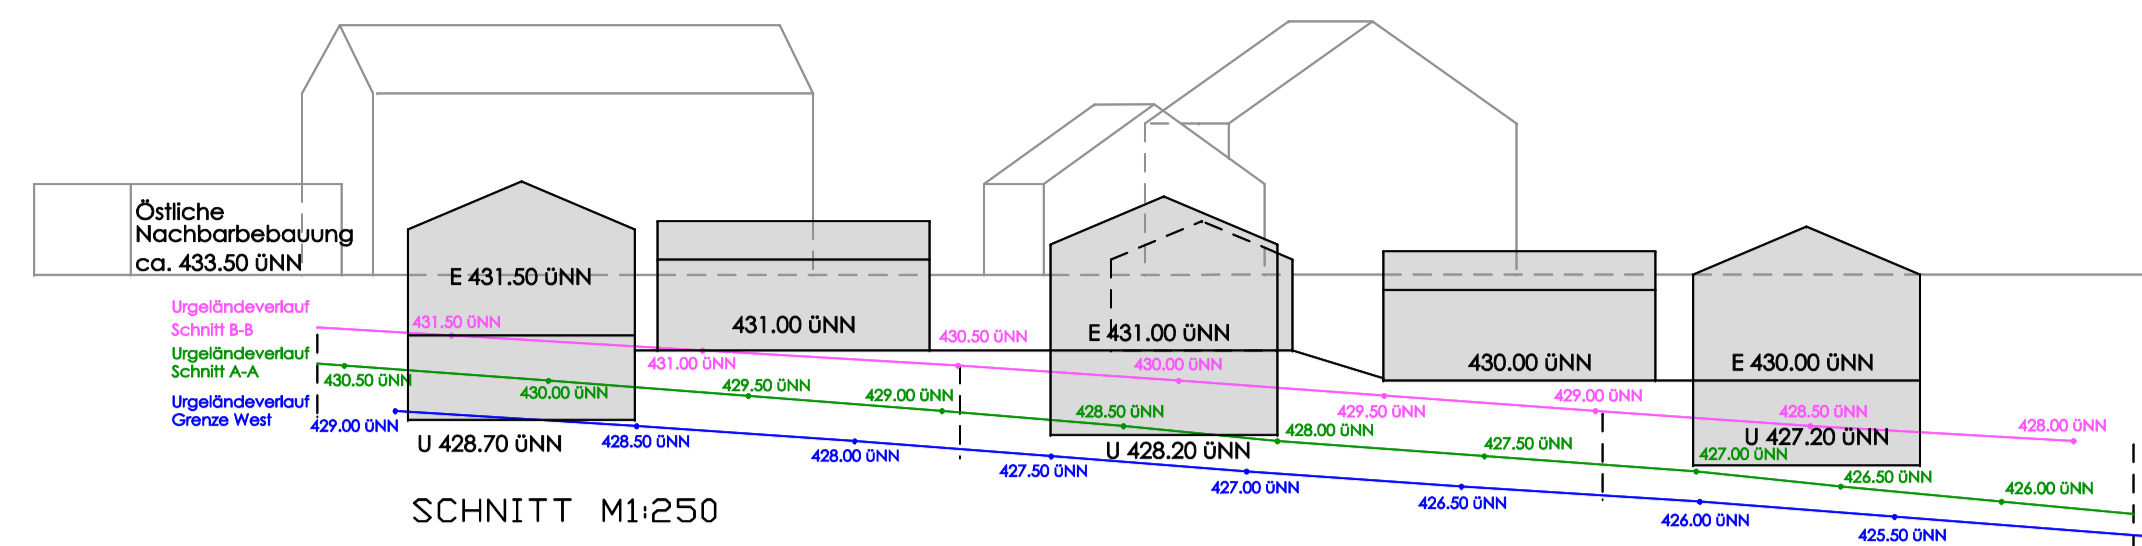 Östliche
Nachbarbebauung
ca. 433.50 üNN
E 431.50 üNN
431.00 üNN
E 431.00 üNN
430.00 üNN
E 430.00 üNN
Urgeländeverlauf
Schnitt B-B
431.50 üNN
431.00 üNN
430.50 üNN
430.00 üNN
429.50 üNN
429.00 üNN
428.50 üNN
428.00 üNN
Urgeländeverlauf
Schnitt A-A
430.50 üNN
430.00 üNN
429.50 üNN
429.00 üNN
428.50 üNN
428.00 üNN
427.50 üNN
427.00 üNN
426.50 üNN
426.00 üNN
Urgeländeverlauf
Grenze West
429.00 üNN
428.50 üNN
428.00 üNN
427.50 üNN
427.00 üNN
426.50 üNN
426.00 üNN
425.50 üNN
U 428.70 üNN
U 428.20 üNN
U 427.20 üNN
SCHNITT M1:250